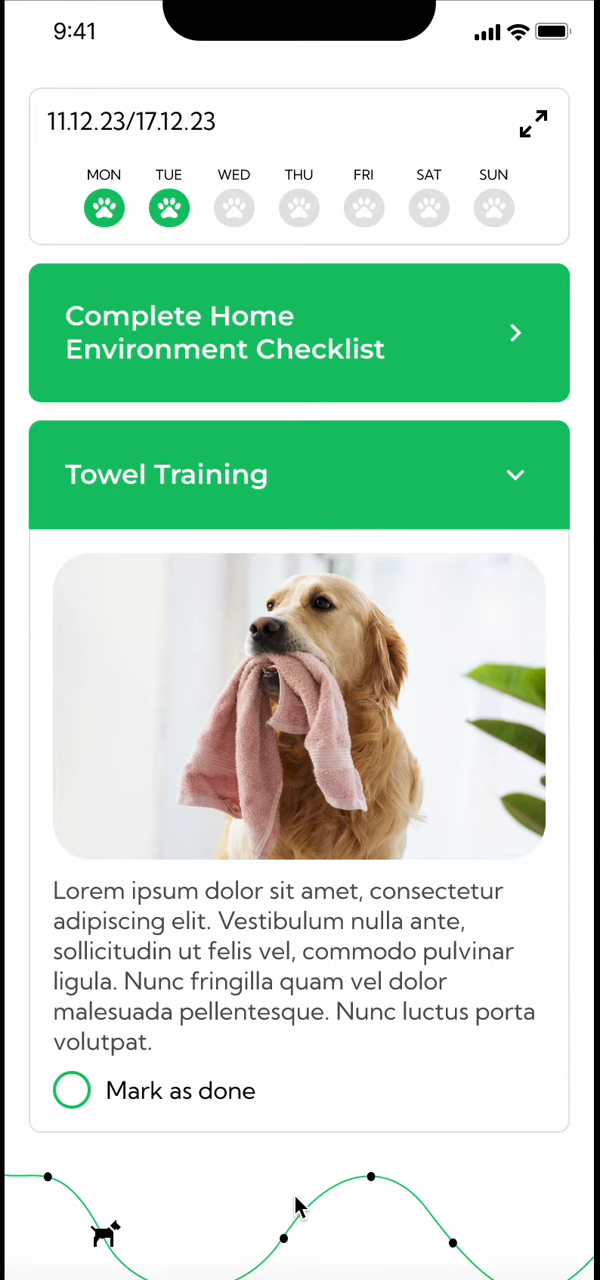 9:41
11.12.23/17.12.23
MON TUE WED THU FRI SAT SUN
Complete Home
Environment Checklist
Towel Training
Lorem ipsum dolor sit amet, consectetur
adipiscing elit. Vestibulum nulla ante,
sollicitudin ut felis vel, commodo pulvinar
ligula. Nunc fringilla quam vel dolor
malesuada pellentesque. Nunc luctus porta
volutpat.
Mark as done